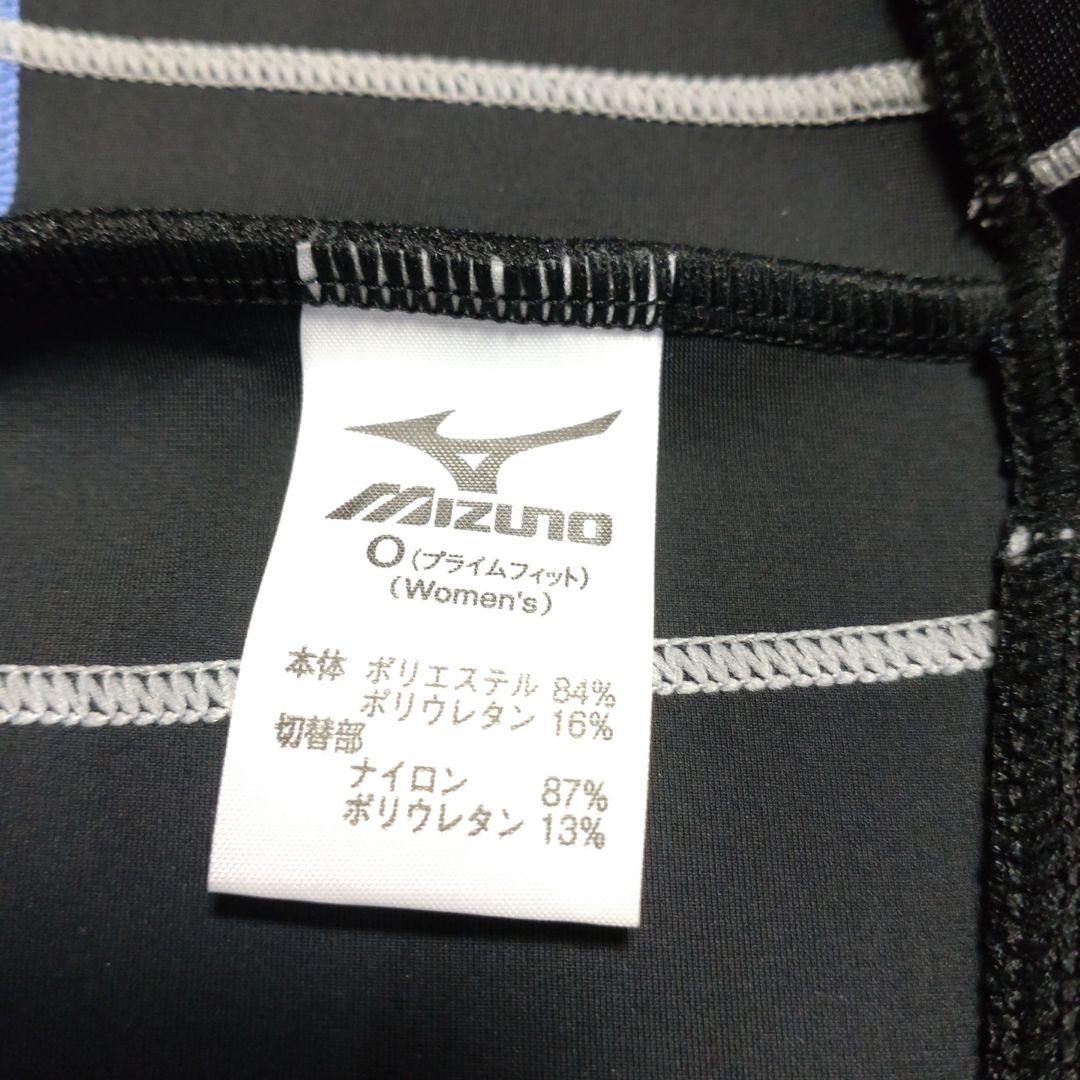 MIZUNO
O (プライムフィット)
(Women's)
本体 ポリエステル 84%
ポリウレタン 16%
切替部
ナイロン 87%
ポリウレタン 13%